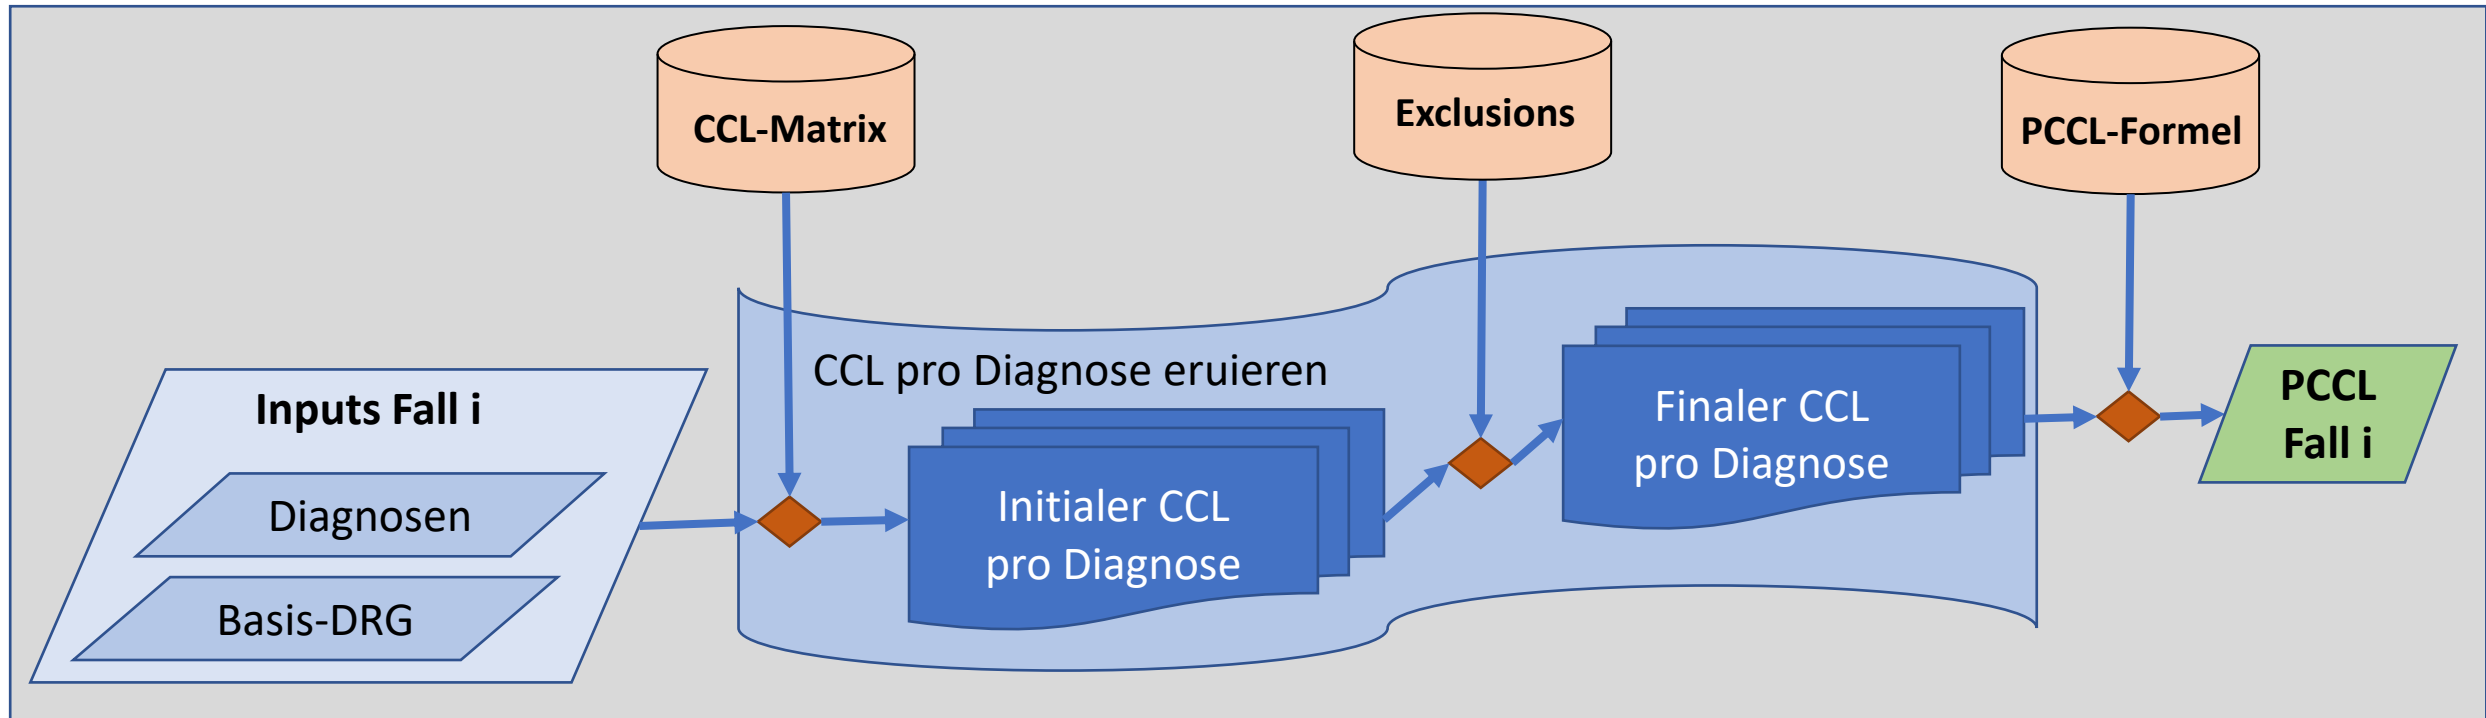 CCL-Matrix
Exclusions
PCCL-Formel
CCL pro Diagnose eruieren
Inputs Fall i
Diagnosen
Basis-DRG
Initialer CCL
pro Diagnose
Finaler CCL
pro Diagnose
PCCL
Fall i